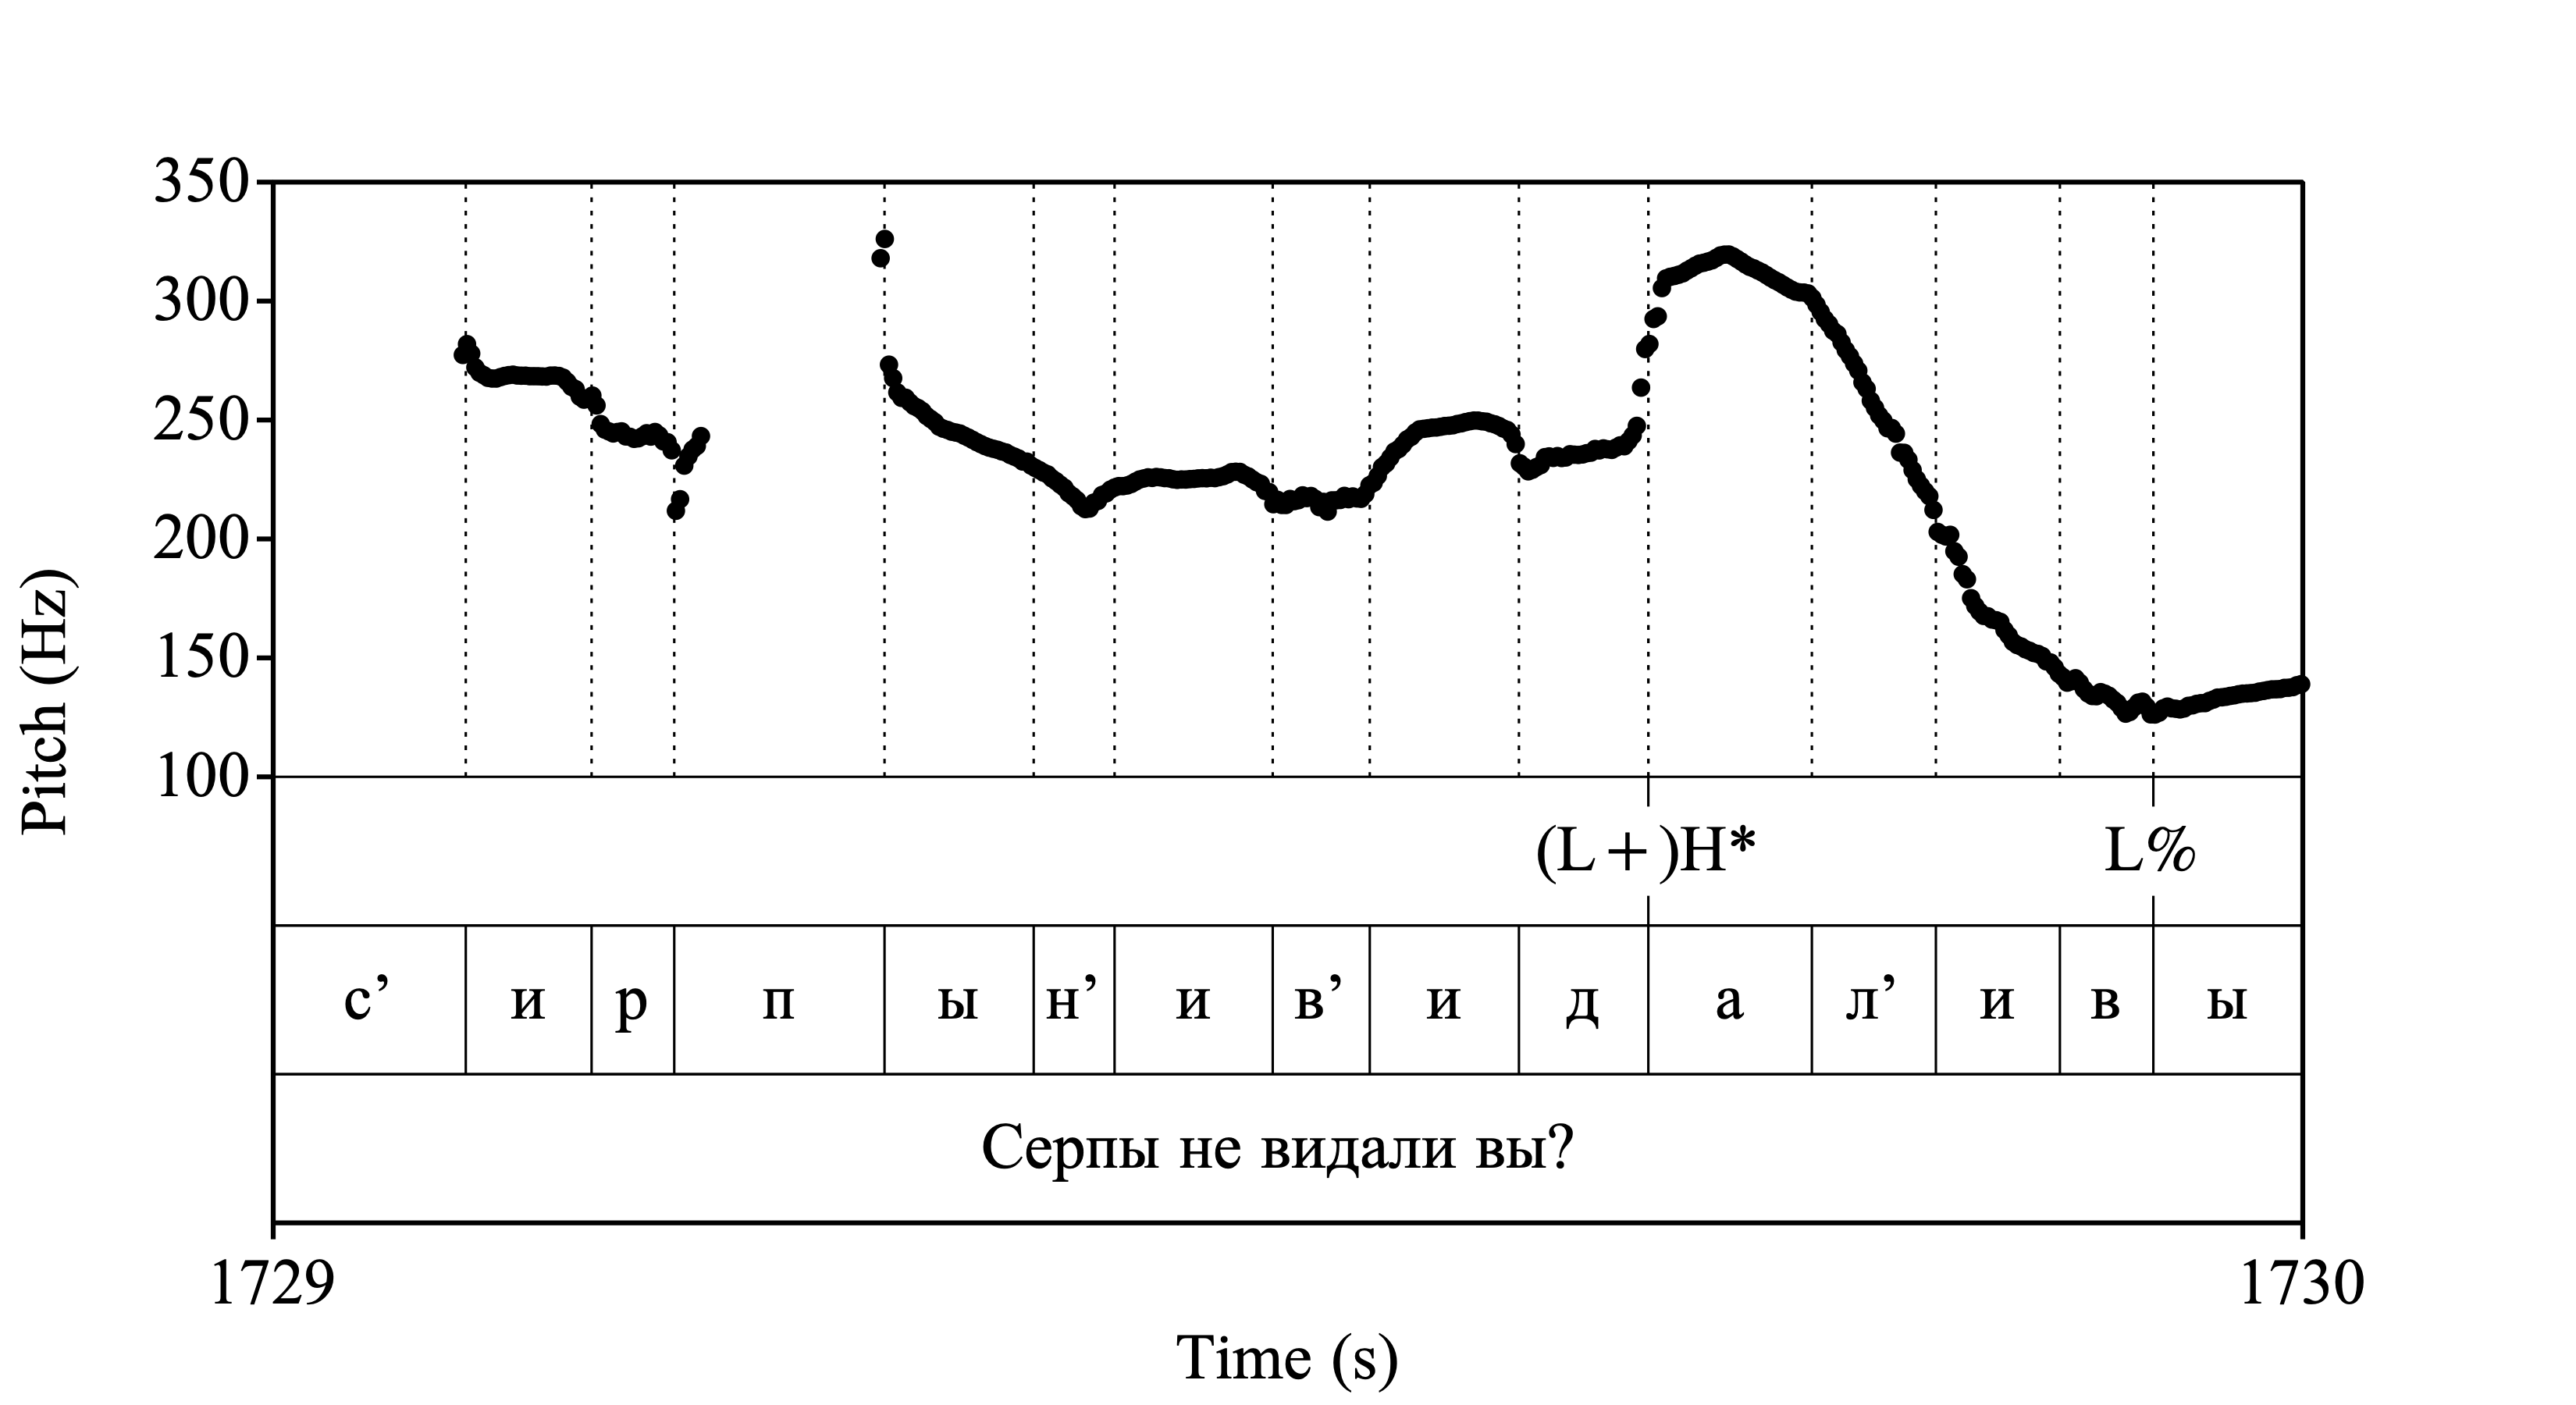 350
300
250
200
150
100
Pitch (Hz)
(L+)H* L%
с’ и р п ы н’ и в’ и д а л’ и в ы
Серпы не видали вы?
1729 1730
Time (s)